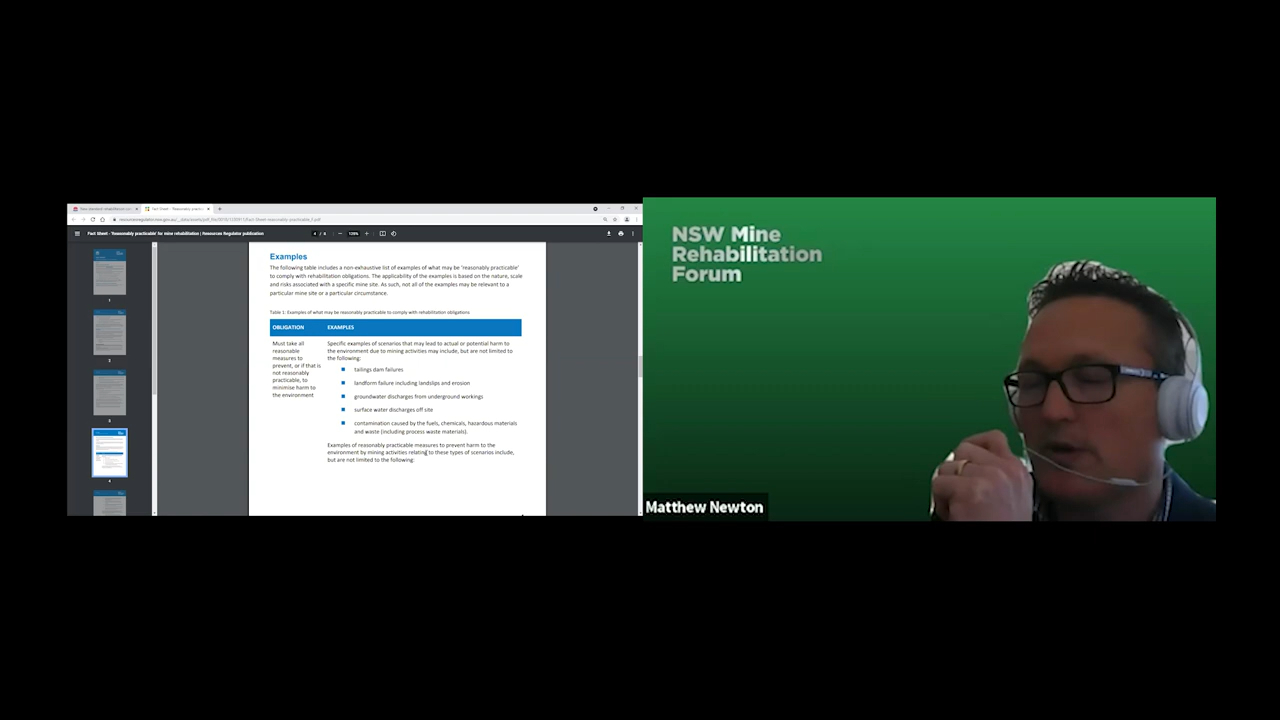 Fact Sheet - 'Reasonably practicable' for mine rehabilitation | Resources Regulator publication
4 / 8
129%
Examples
The following table includes a non-exhaustive list of examples of what may be 'reasonably practicable'
to comply with rehabilitation obligations. The applicability of the examples is based on the nature, scale
and risks associated with a specific mine site. As such, not all of the examples may be relevant to a
particular mine site or a particular circumstance.
Table 1: Examples of what may be reasonably practicable to comply with rehabilitation obligations
OBLIGATION
EXAMPLES
Must take all
reasonable
measures to
prevent, or if that is
not reasonably
practicable, to
minimise harm to
the environment
Specific examples of scenarios that may lead to actual or potential harm to
the environment due to mining activities may include, but are not limited to
the following:
tailings dam failures
landform failure including landslips and erosion
groundwater discharges from underground workings
surface water discharges off site
contamination caused by the fuels, chemicals, hazardous materials
and waste (including process waste materials).
Examples of reasonably practicable measures to prevent harm to the
environment by mining activities relating to these types of scenarios include,
but are not limited to the following:
1
2
3
4
NSW Mine
Rehabilitation
Forum
Matthew Newton